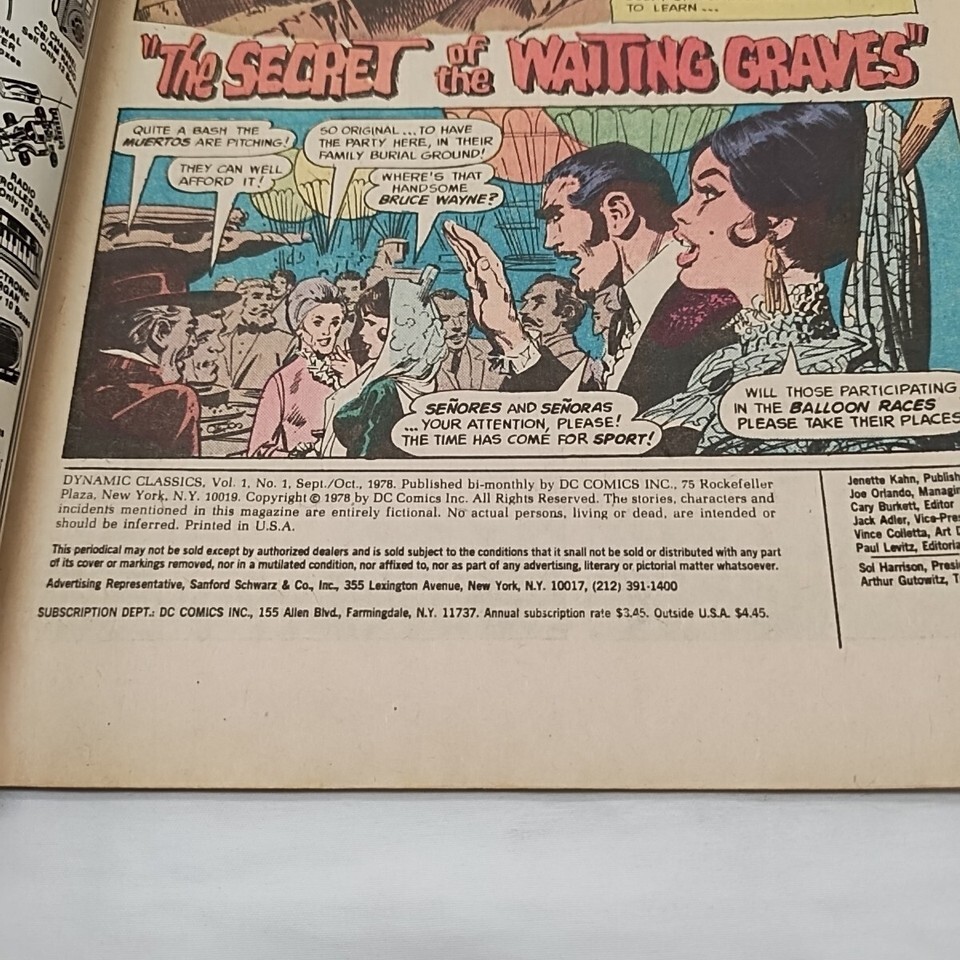 TO LEARN ...
"The SECRET of the WAITING GRAVES"
QUITE A BASH THE
MUERTOS ARE PITCHING!
THEY CAN WELL
AFFORD IT!
SO ORIGINAL ... TO HAVE
THE PARTY HERE, IN THEIR
FAMILY BURIAL GROUND!
WHERE'S THAT
HANDSOME
BRUCE WAYNE?
SEÑORES AND SEÑORAS
... YOUR ATTENTION, PLEASE!
THE TIME HAS COME FOR SPORT!
WILL THOSE PARTICIPATING
IN THE BALLOON RACES
PLEASE TAKE THEIR PLACES
DYNAMIC CLASSICS, Vol. 1, No. 1, Sept./Oct., 1978. Published bi-monthly by DC COMICS INC., 75 Rockefeller
Plaza, New York, N.Y. 10019. Copyright © 1978 by DC Comics Inc. All Rights Reserved. The stories, characters and
incidents mentioned in this magazine are entirely fictional. No actual persons, living or dead, are intended or
should be inferred. Printed in U.S.A.
This periodical may not be sold except by authorized dealers and is sold subject to the conditions that it shall not be sold or distributed with any part
of its cover or markings removed, nor in a mutilated condition, nor affixed to, nor as part of any advertising, literary or pictorial matter whatsoever.
Advertising Representative, Sanford Schwarz & Co., Inc., 355 Lexington Avenue, New York, N.Y. 10017, (212) 391-1400
SUBSCRIPTION DEPT.: DC COMICS INC., 155 Allen Blvd., Farmingdale, N.Y. 11737. Annual subscription rate $3.45. Outside U.S.A. $4.45.
Jenette Kahn, Publish
Joe Orlando, Managin
Cary Burkett, Editor
Jack Adler, Vice-Pres
Vince Colletta, Art D
Paul Levitz, Editoria
Sol Harrison, Presi
Arthur Gutowitz, T